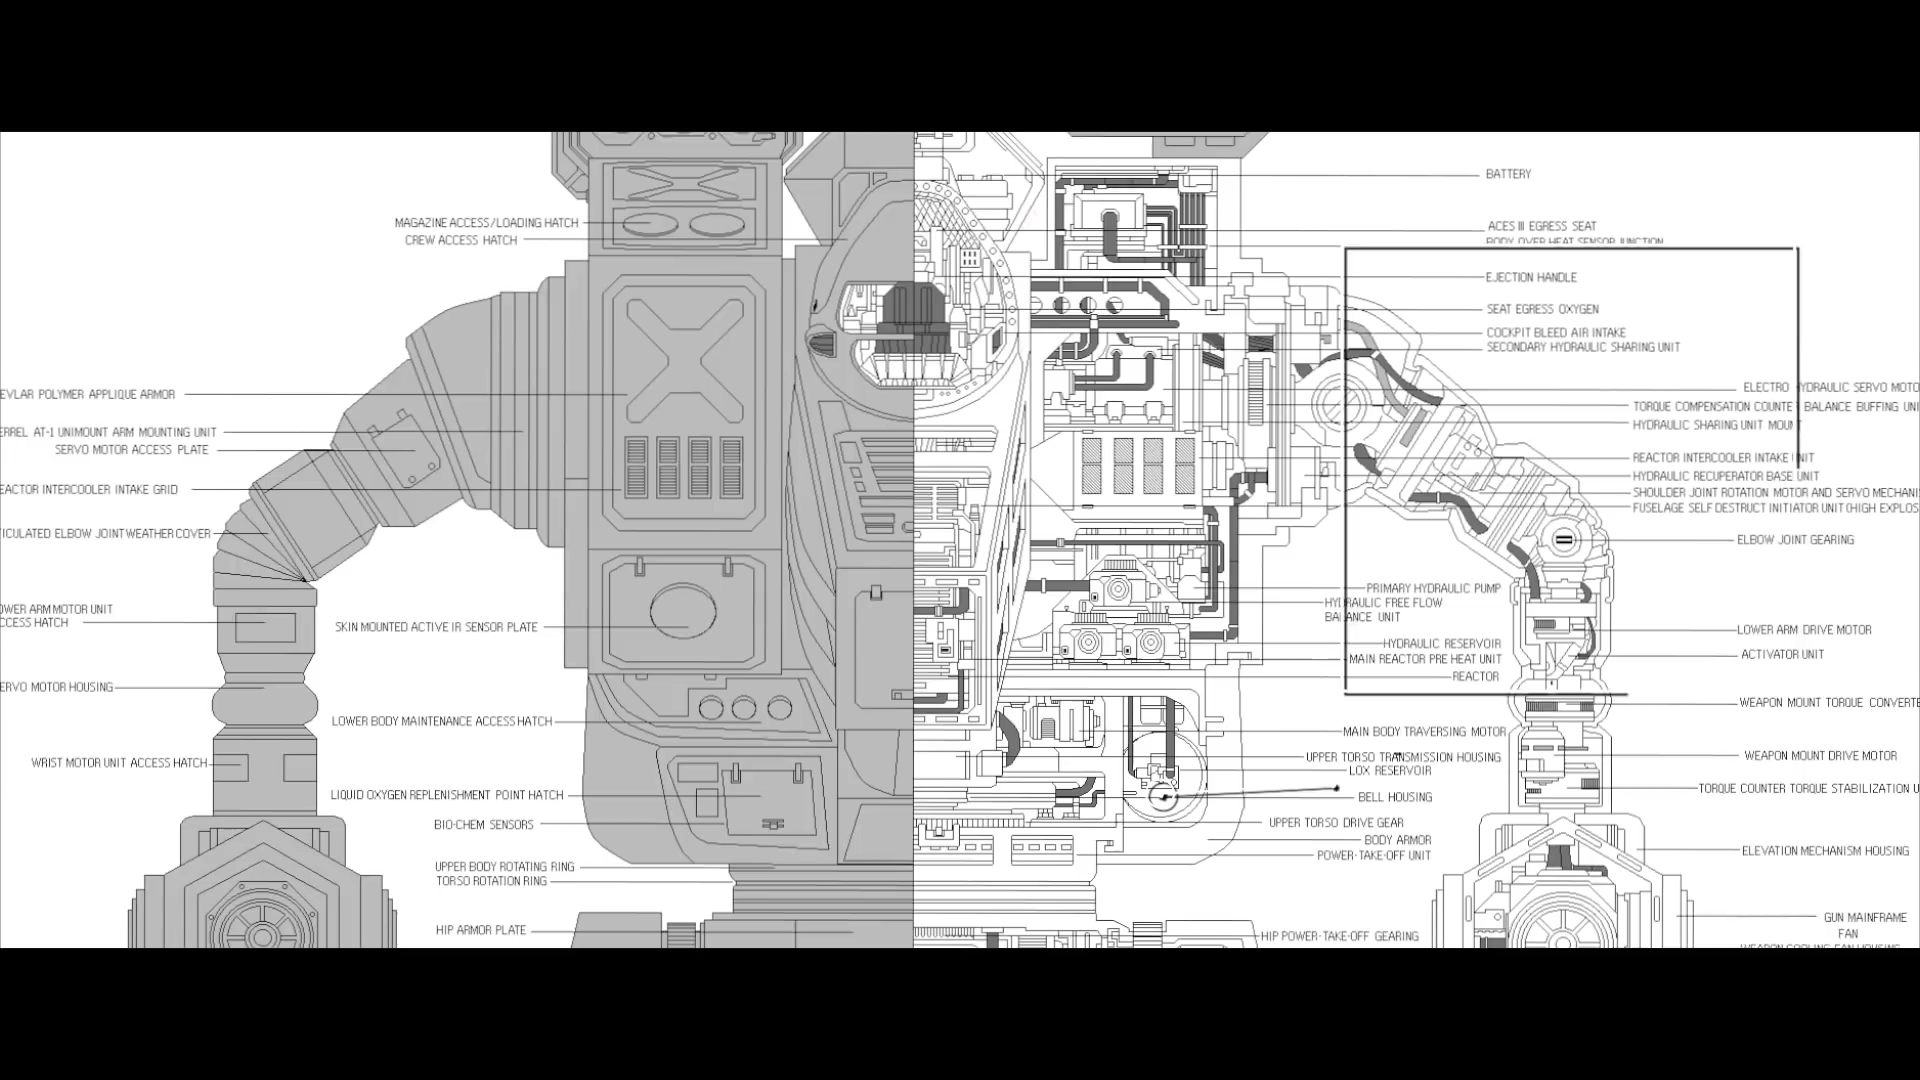 MAGAZINE ACCESS/LOADING HATCH
CREW ACCESS HATCH
EVLAR POLYMER APPLIQUE ARMOR
ERREL AT-1 UNIMOUNT ARM MOUNTING UNIT
SERVO MOTOR ACCESS PLATE
EACTOR INTERCOOLER INTAKE GRID
TICULATED ELBOW JOINT WEATHER COVER
OWER ARM MOTOR UNIT
CCESS HATCH
SKIN MOUNTED ACTIVE IR SENSOR PLATE
ERVO MOTOR HOUSING
LOWER BODY MAINTENANCE ACCESS HATCH
WRIST MOTOR UNIT ACCESS HATCH
LIQUID OXYGEN REPLENISHMENT POINT HATCH
BIO-CHEM SENSORS
UPPER BODY ROTATING RING
TORSO ROTATION RING
HIP ARMOR PLATE
BATTERY
ACES III EGRESS SEAT
BODY OVER HEAT SENSOR JUNCTION
EJECTION HANDLE
SEAT EGRESS OXYGEN
COCKPIT BLEED AIR INTAKE
SECONDARY HYDRAULIC SHARING UNIT
ELECTRO HYDRAULIC SERVO MOTO
TORQUE COMPENSATION COUNTE BALANCE BUFFING UNI
HYDRAULIC SHARING UNIT MOUNT
REACTOR INTERCOOLER INTAKE UNIT
HYDRAULIC RECUPERATOR BASE UNIT
SHOULDER JOINT ROTATION MOTOR AND SERVO MECHANIS
FUSELAGE SELF DESTRUCT INITIATOR UNIT (HIGH EXPLOS
ELBOW JOINT GEARING
PRIMARY HYDRAULIC PUMP
HYDRAULIC FREE FLOW
BALANCE UNIT
LOWER ARM DRIVE MOTOR
HYDRAULIC RESERVOIR
ACTIVATOR UNIT
MAIN REACTOR PRE HEAT UNIT
REACTOR
WEAPON MOUNT TORQUE CONVERTE
MAIN BODY TRAVERSING MOTOR
UPPER TORSO TRANSMISSION HOUSING
WEAPON MOUNT DRIVE MOTOR
LOX RESERVOIR
TORQUE COUNTER TORQUE STABILIZATION U
BELL HOUSING
UPPER TORSO DRIVE GEAR
BODY ARMOR
ELEVATION MECHANISM HOUSING
POWER-TAKE-OFF UNIT
GUN MAINFRAME
FAN
HIP POWER-TAKE-OFF GEARING
WEAPON COOLING FAN HOUSING